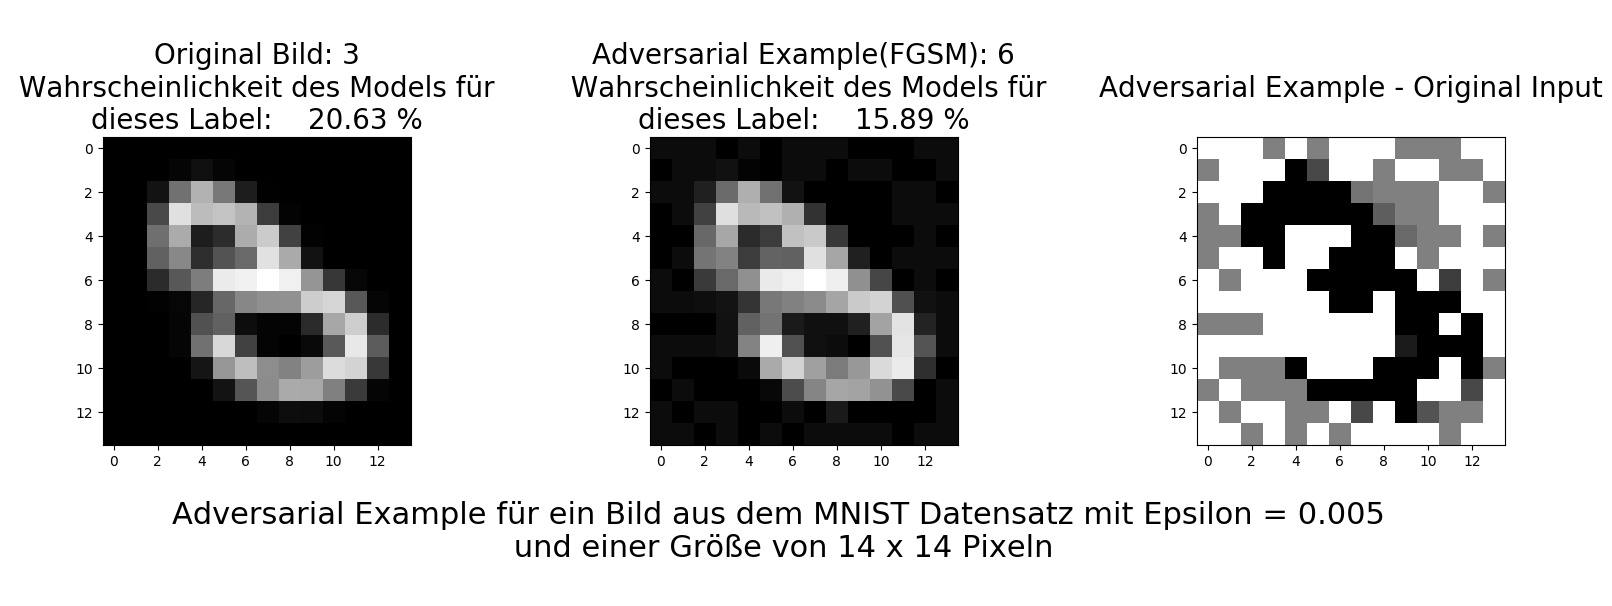 Original Bild: 3
Wahrscheinlichkeit des Models für
dieses Label: 20.63 %
0
2
4
6
8
10
12
0 2 4 6 8 10 12
Adversarial Example(FGSM): 6
Wahrscheinlichkeit des Models für
dieses Label: 15.89 %
0
2
4
6
8
10
12
0 2 4 6 8 10 12
Adversarial Example - Original Input
0
2
4
6
8
10
12
0 2 4 6 8 10 12
Adversarial Example für ein Bild aus dem MNIST Datensatz mit Epsilon = 0.005
und einer Größe von 14 x 14 Pixeln